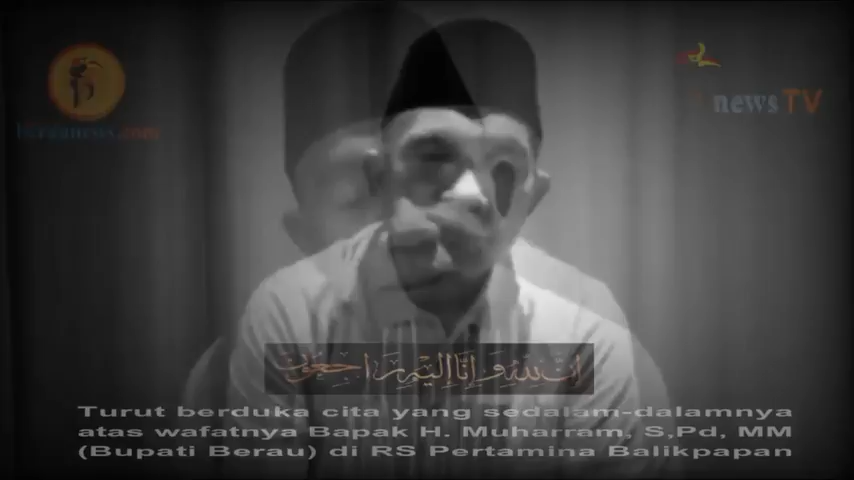 newsTV
إنا لله وإنا إليه راجعون
Turut berduka cita yang sedalam-dalamnya
atas wafatnya Bapak H. Muharram, S,Pd, MM
(Bupati Berau) di RS Pertamina Balikpapan